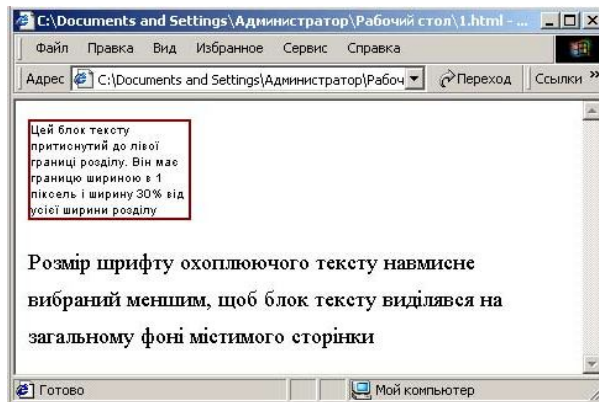 C:\Documents and Settings\Администратор\Рабочий стол\1.html - ...
Файл Правка Вид Избранное Сервис Справка
Адрес C:\Documents and Settings\Администратор\Рабоч Переход Ссылки »
Цей блок тексту
притиснутий до лівої
границі розділу. Він має
границю шириною в 1
піксель і ширину 30% від
усієї ширини розділу
Розмір шрифту охоплюючого тексту навмисне
вибраний меншим, щоб блок тексту виділявся на
загальному фоні містимого сторінки
Готово Мой компьютер